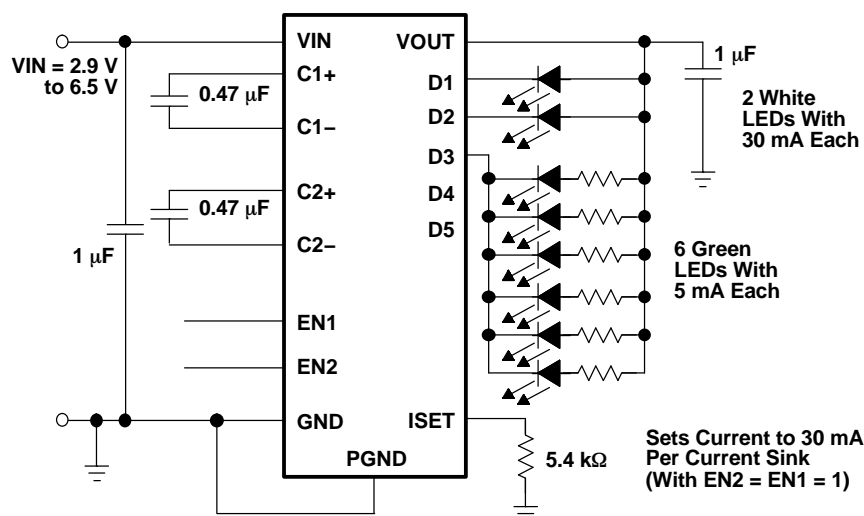 VIN
VOUT
VIN = 2.9 V
to 6.5 V
C1+
0.47 μF
C1−
D1
D2
D3
D4
D5
1 μF
2 White
LEDs With
30 mA Each
C2+
0.47 μF
C2−
1 μF
6 Green
LEDs With
5 mA Each
EN1
EN2
GND
ISET
PGND
5.4 kΩ
Sets Current to 30 mA
Per Current Sink
(With EN2 = EN1 = 1)